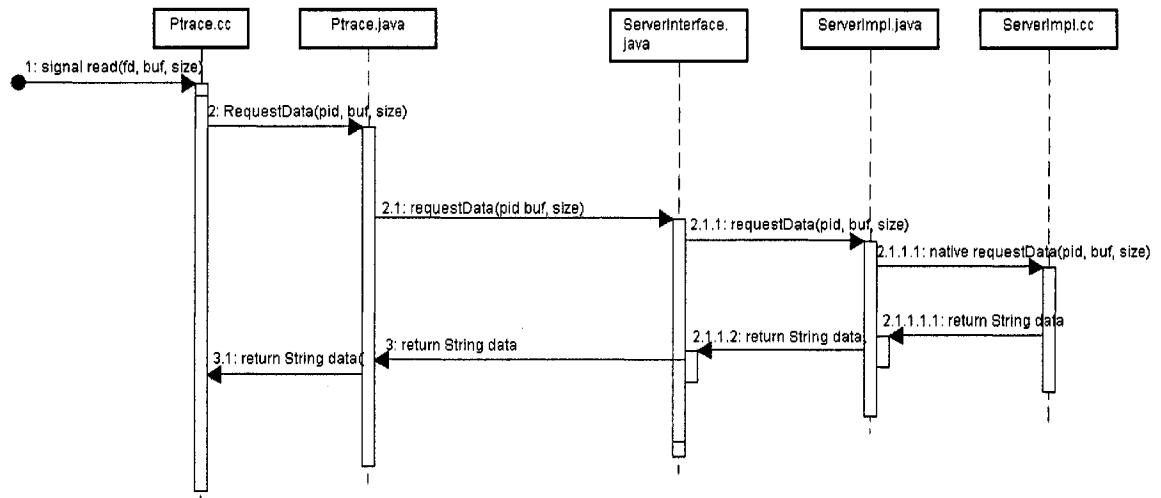 Ptrace.cc
Ptrace.java
ServerInterface.
java
ServerImpl.java
ServerImpl.cc
1: signal read(fd, buf, size)
2: RequestData(pid, buf, size)
2.1: requestData(pid buf, size)
2.1.1: requestData(pid, buf, size)
2.1.1.1: native requestData(pid, buf, size)
2.1.1.1.1: return String data
2.1.1.2: return String data
3: return String data
3.1: return String data(